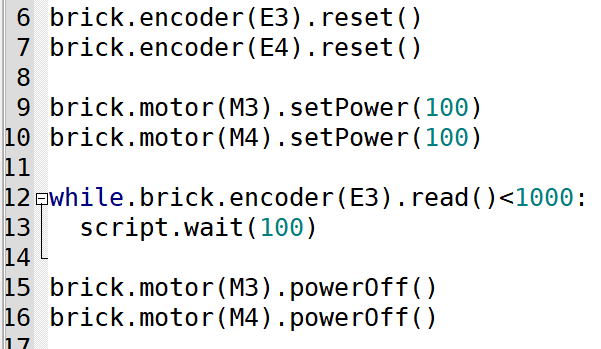 6 brick.encoder(E3).reset()
7 brick.encoder(E4).reset()
8
9 brick.motor(M3).setPower(100)
10 brick.motor(M4).setPower(100)
11
12 while.brick.encoder(E3).read()<1000:
13   script.wait(100)
14
15 brick.motor(M3).powerOff()
16 brick.motor(M4).powerOff()
17